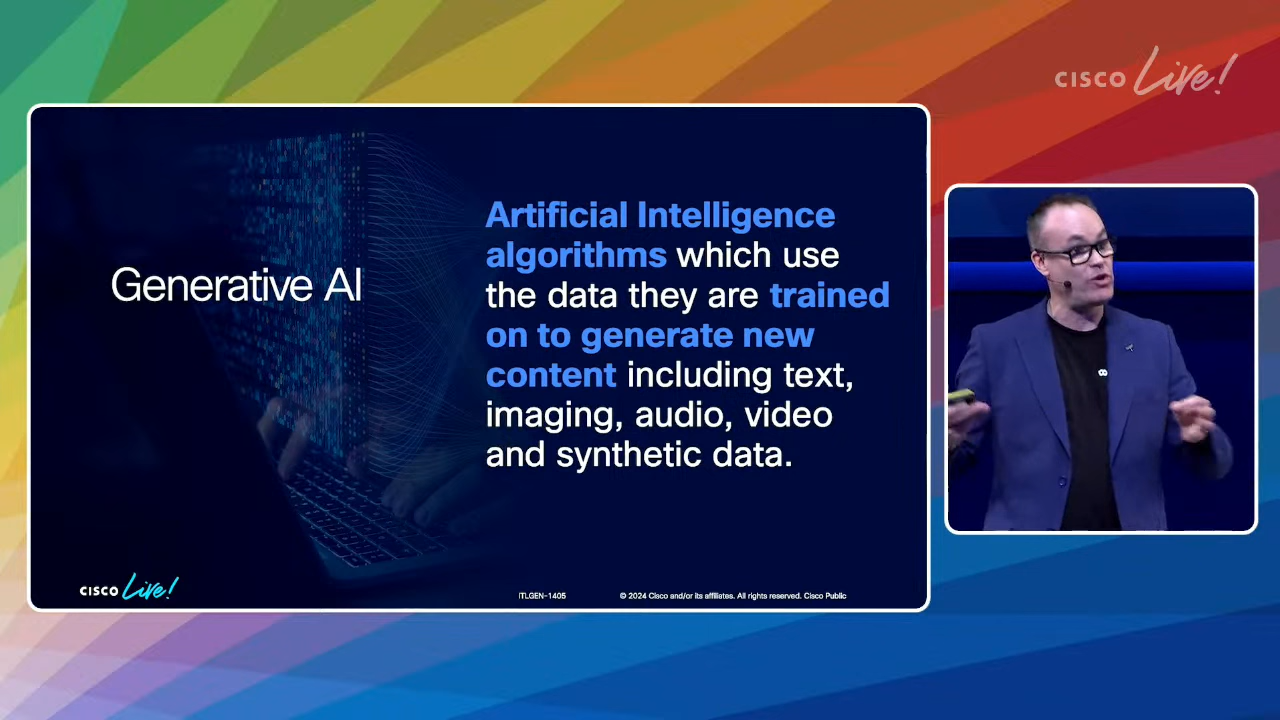 CISCO Live!
Generative AI
Artificial Intelligence
algorithms which use
the data they are trained
on to generate new
content including text,
imaging, audio, video
and synthetic data.
CISCO Live!
ITLGEN-1405
© 2024 Cisco and/or its affiliates. All rights reserved. Cisco Public